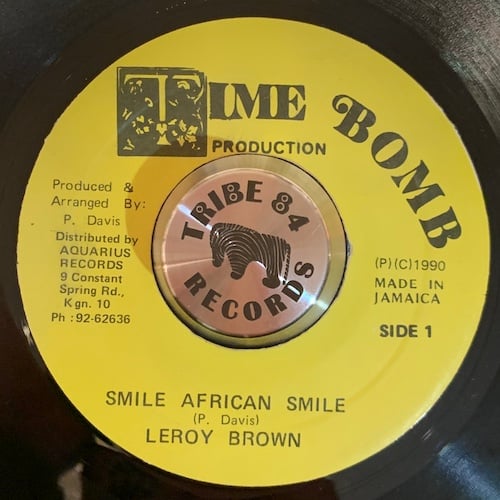 TIME BOMB
PRODUCTION
Produced &
Arranged By:
P. Davis
Distributed by
AQUARIUS
RECORDS
9 Constant
Spring Rd.,
Kgn. 10
Ph : 92-62636
TRIBE 84
RECORDS
(P)(C)1990
MADE IN
JAMAICA
SIDE 1
SMILE AFRICAN SMILE
(P. Davis)
LEROY BROWN